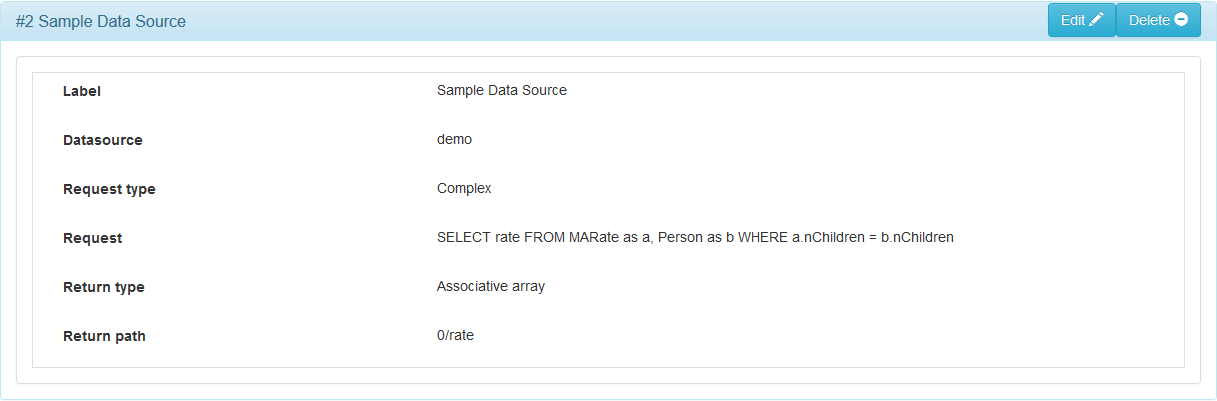 #2 Sample Data Source
Edit
Delete
Label Sample Data Source
Datasource demo
Request type Complex
Request SELECT rate FROM MARate as a, Person as b WHERE a.nChildren = b.nChildren
Return type Associative array
Return path 0/rate